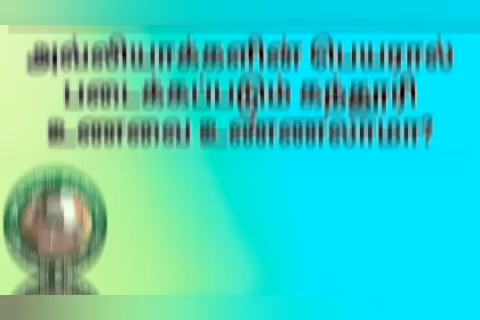 அவ்லியாக்களின் பெயரால்
படைக்கப்படும் கந்தூரி
உணவை உண்ணலாமா?